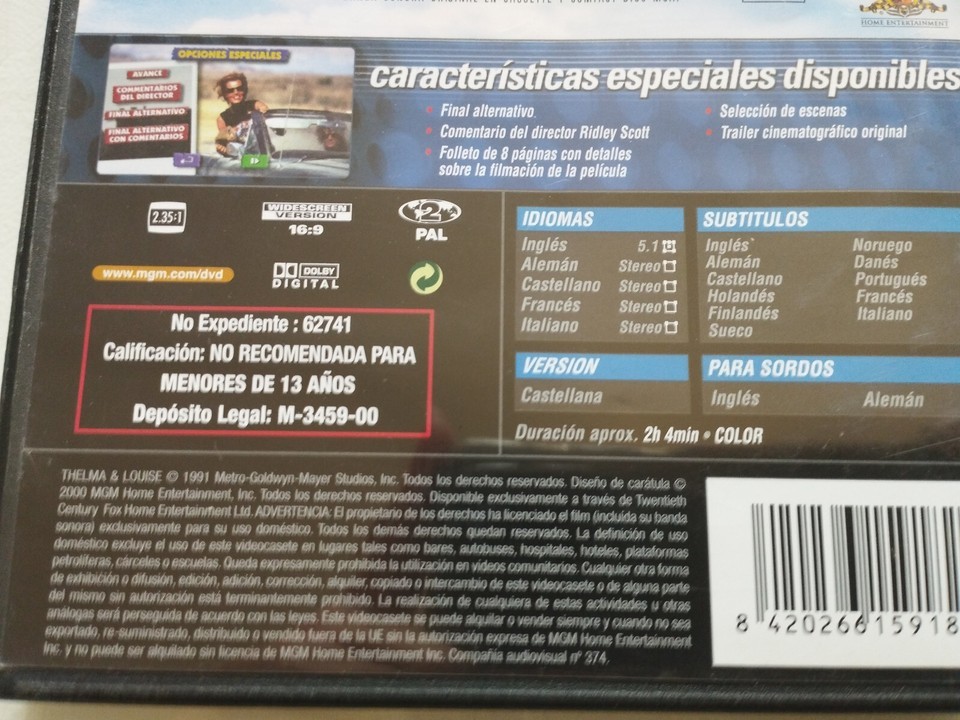 HOME ENTERTAINMENT
OPCIONES ESPECIALES
AVANCE
COMMENTARIOS
DEL DIRECTOR
FINAL ALTERNATIVO
FINAL ALTERNATIVO
CON COMENTARIOS
características especiales disponibles
• Final alternativo.
• Comentario del director Ridley Scott
• Folleto de 8 páginas con detalles
sobre la filmación de la película
• Selección de escenas
• Trailer cinematográfico original
2.35:1
WIDESCREEN
VERSION
16:9
2
PAL
www.mgm.com/dvd
DOLBY
DIGITAL
No Expediente : 62741
Calificación: NO RECOMENDADA PARA
MENORES DE 13 AÑOS
Depósito Legal: M-3459-00
IDIOMAS
Inglés 5.1
Alemán Stereo
Castellano Stereo
Francés Stereo
Italiano Stereo
SUBTITULOS
Inglés* Noruego
Alemán Danés
Castellano Portugués
Holandés Francés
Finlandés Italiano
Sueco
VERSION
Castellana
PARA SORDOS
Inglés Alemán
Duración aprox. 2h 4min • COLOR
THELMA & LOUISE © 1991 Metro-Goldwyn-Mayer Studios, Inc. Todos los derechos reservados. Diseño de carátula ©
2000 MGM Home Entertainment, Inc. Todos los derechos reservados. Disponible exclusivamente a través de Twentieth
Century Fox Home Entertainment Ltd. ADVERTENCIA: El propietario de los derechos ha licenciado el film (incluida su banda
sonora) exclusivamente para su uso doméstico. Todos los demás derechos quedan reservados. La definición de uso
doméstico excluye el uso de este videocasete en lugares tales como bares, autobuses, hospitales, hoteles, plataformas
petrolíferas, cárceles o escuelas. Queda expresamente prohibida la utilización en videos comunitarios. Cualquier otra forma
de exhibición o difusión, edición, adición, corrección, alquiler, copiado o intercambio de este videocasete o de alguna parte
del mismo sin autorización está terminantemente prohibido. La realización de cualquiera de estas actividades u otras
análogas será perseguida de acuerdo con las leyes. Este videocasete se puede alquilar o vender siempre y cuando no sea
exportado, re-suministrado, distribuido o vendido fuera de la UE sin la autorización expresa de MGM Home Entertainment
Inc. y no puede ser alquilado sin licencia de MGM Home Entertainment Inc. Compañía audiovisual nº 374.
8 420266 15918